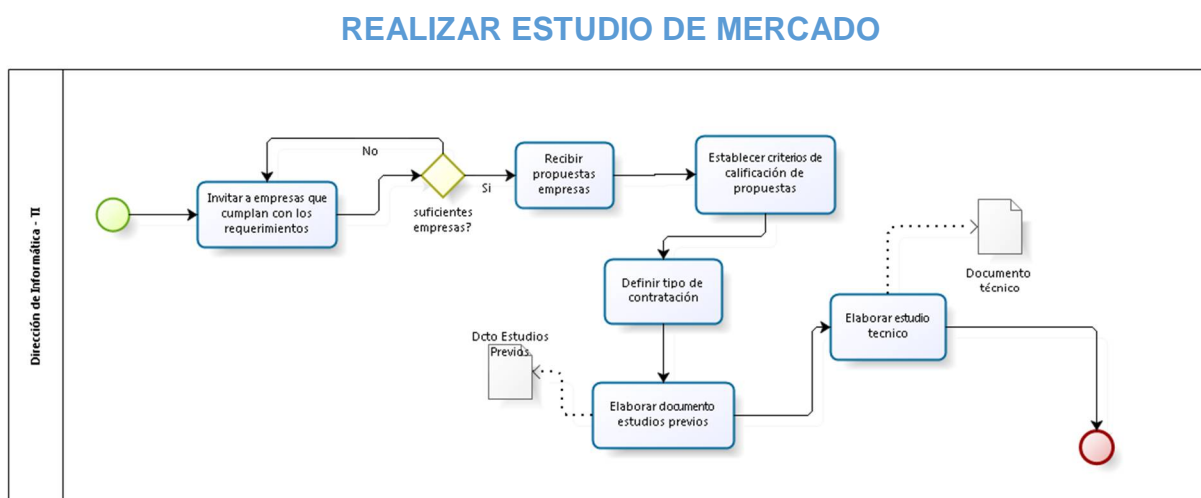 REALIZAR ESTUDIO DE MERCADO
Dirección de Informática - TI
Invitar a empresas que
cumplan con los
requerimientos
No
suficientes
empresas?
Si
Recibir
propuestas
empresas
Establecer criterios de
calificación de
propuestas
Definir tipo de
contratación
Dcto Estudios
Previos
Elaborar documento
estudios previos
Elaborar estudio
tecnico
Documento
técnico